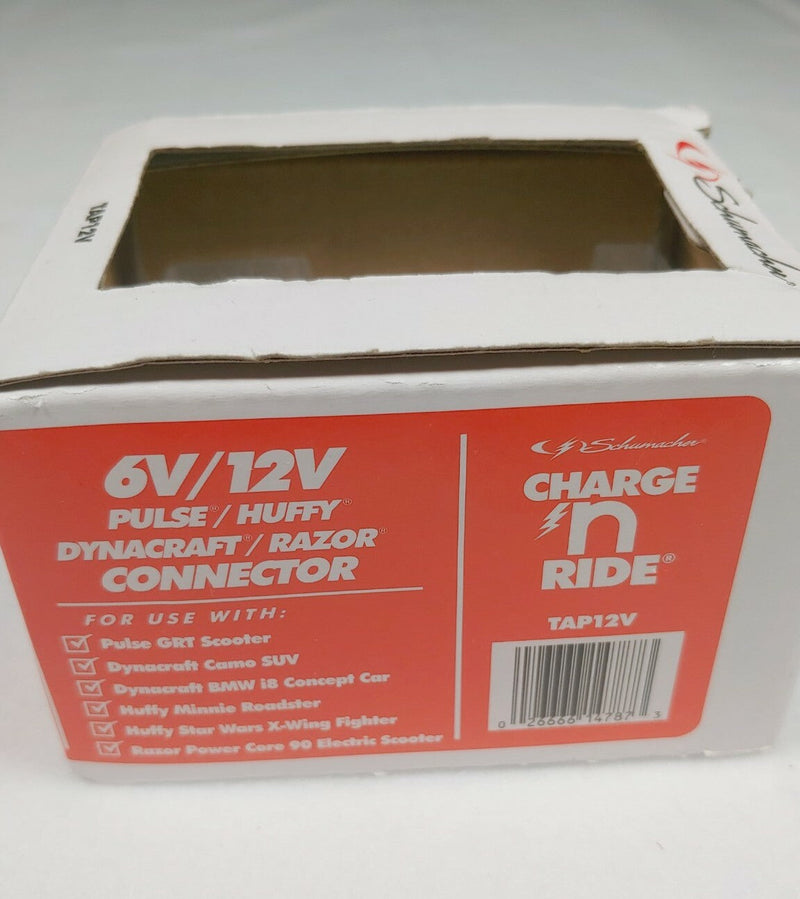 TAP12V
Schumacher®
6V/12V
PULSE®/HUFFY®
DYNACRAFT®/RAZOR®
CONNECTOR
FOR USE WITH:
Pulse GRT Scooter
Dynacraft Camo SUV
Dynacraft BMW i8 Concept Car
Huffy Minnie Roadster
Huffy Star Wars X-Wing Fighter
Razor Power Core 90 Electric Scooter
Schumacher®
CHARGE
'n
RIDE®
TAP12V
0 26666 14787 3